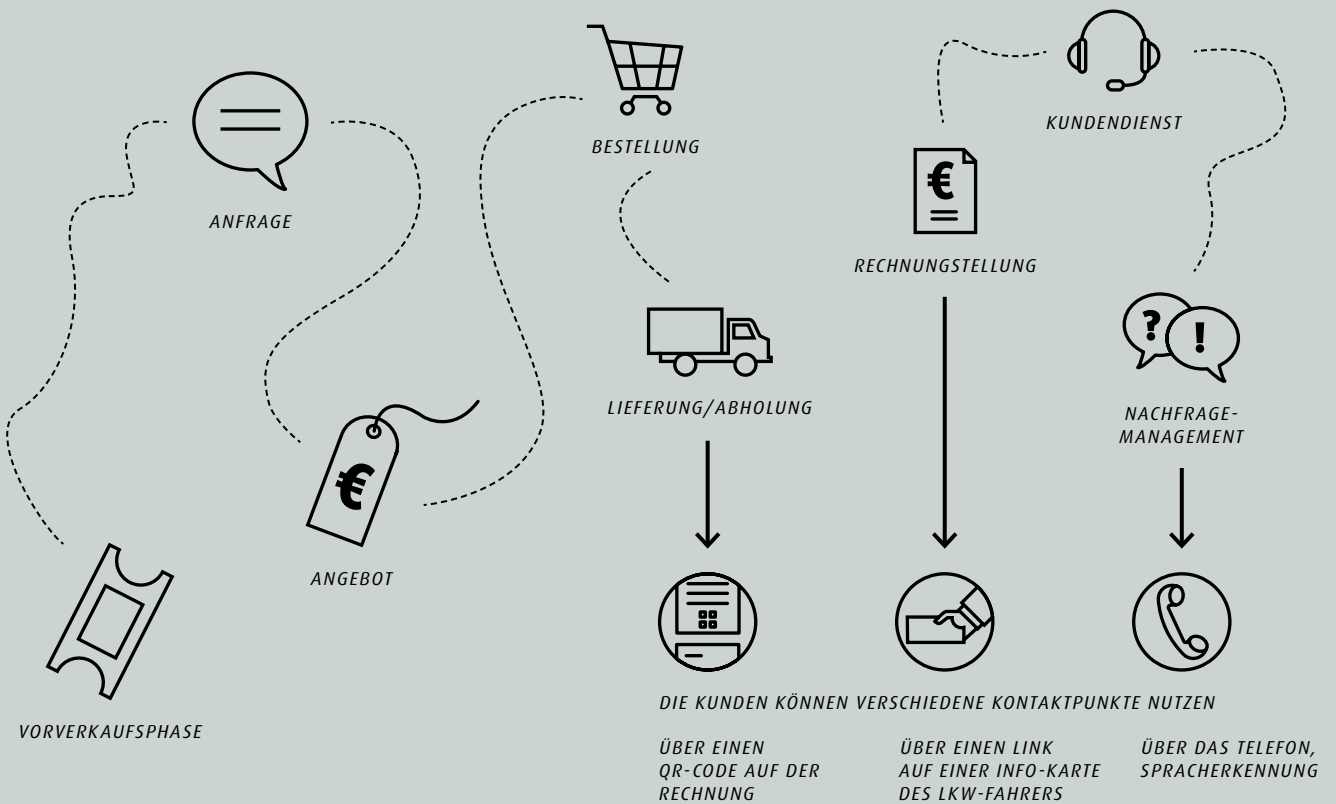 BESTELLUNG
KUNDENDIENST
ANFRAGE
€
RECHNUNGSTELLUNG
? !
LIEFERUNG/ABHOLUNG
NACHFRAGE-
MANAGEMENT
€
ANGEBOT
VORVERKAUFSPHASE
DIE KUNDEN KÖNNEN VERSCHIEDENE KONTAKTPUNKTE NUTZEN
ÜBER EINEN
QR-CODE AUF DER
RECHNUNG
ÜBER EINEN LINK
AUF EINER INFO-KARTE
DES LKW-FAHRERS
ÜBER DAS TELEFON,
SPRACHERKENNUNG